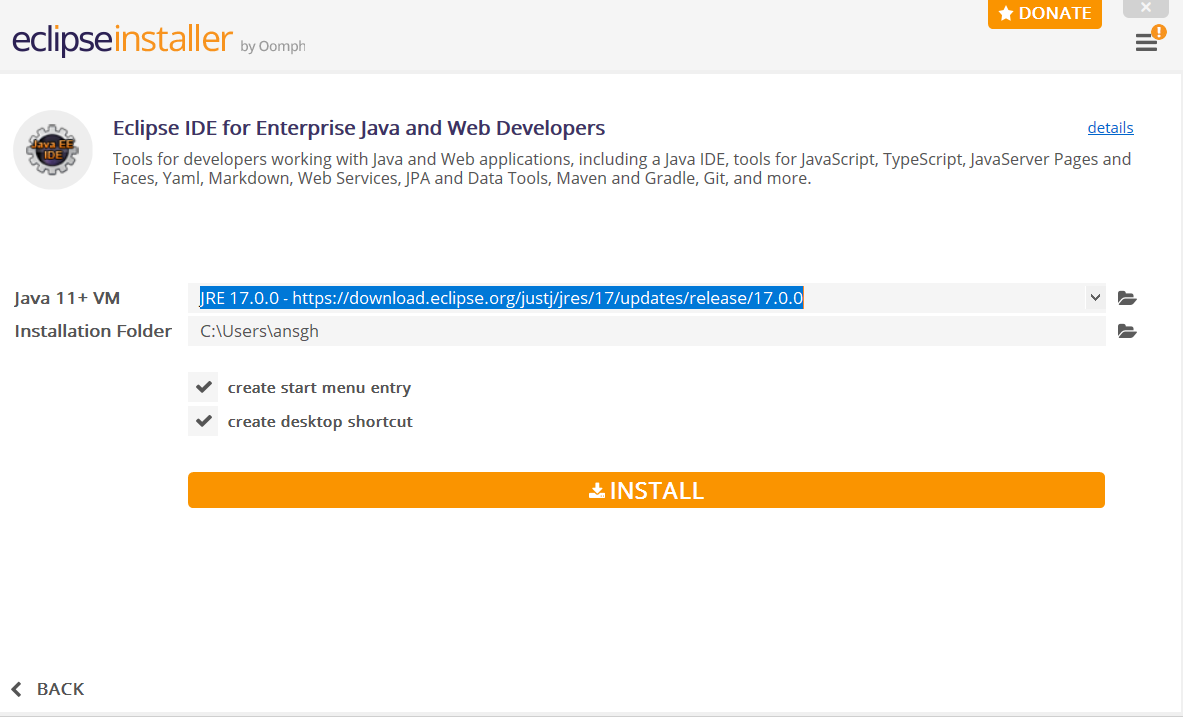 DONATE
eclipseinstaller by Oomph
!
Java EE
IDE
Eclipse IDE for Enterprise Java and Web Developers
details
Tools for developers working with Java and Web applications, including a Java IDE, tools for JavaScript, TypeScript, JavaServer Pages and
Faces, Yaml, Markdown, Web Services, JPA and Data Tools, Maven and Gradle, Git, and more.
Java 11+ VM
JRE 17.0.0 - https://download.eclipse.org/justj/jres/17/updates/release/17.0.0
Installation Folder
C:\Users\ansgh
create start menu entry
create desktop shortcut
INSTALL
BACK